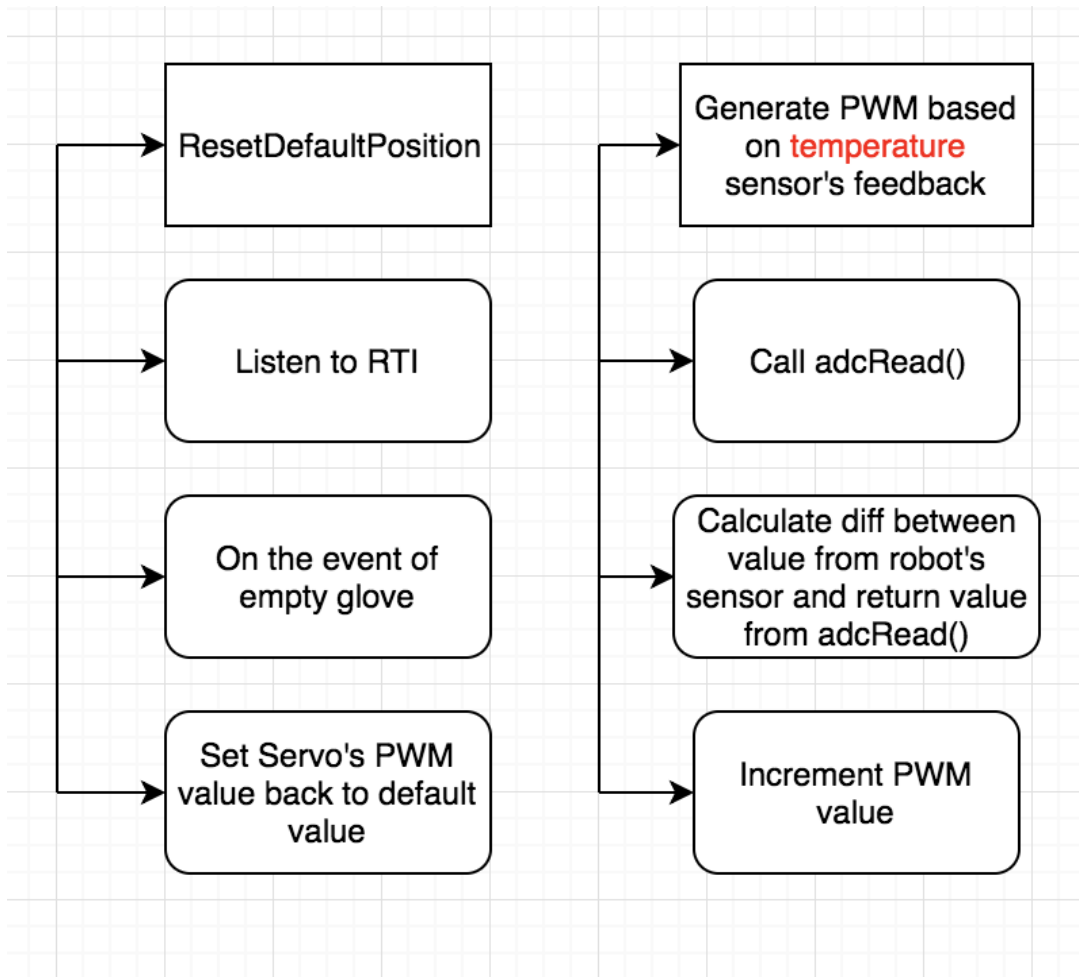 ResetDefaultPosition
Listen to RTI
On the event of
empty glove
Set Servo's PWM
value back to default
value
Generate PWM based
on temperature
sensor's feedback
Call adcRead()
Calculate diff between
value from robot's
sensor and return value
from adcRead()
Increment PWM
value